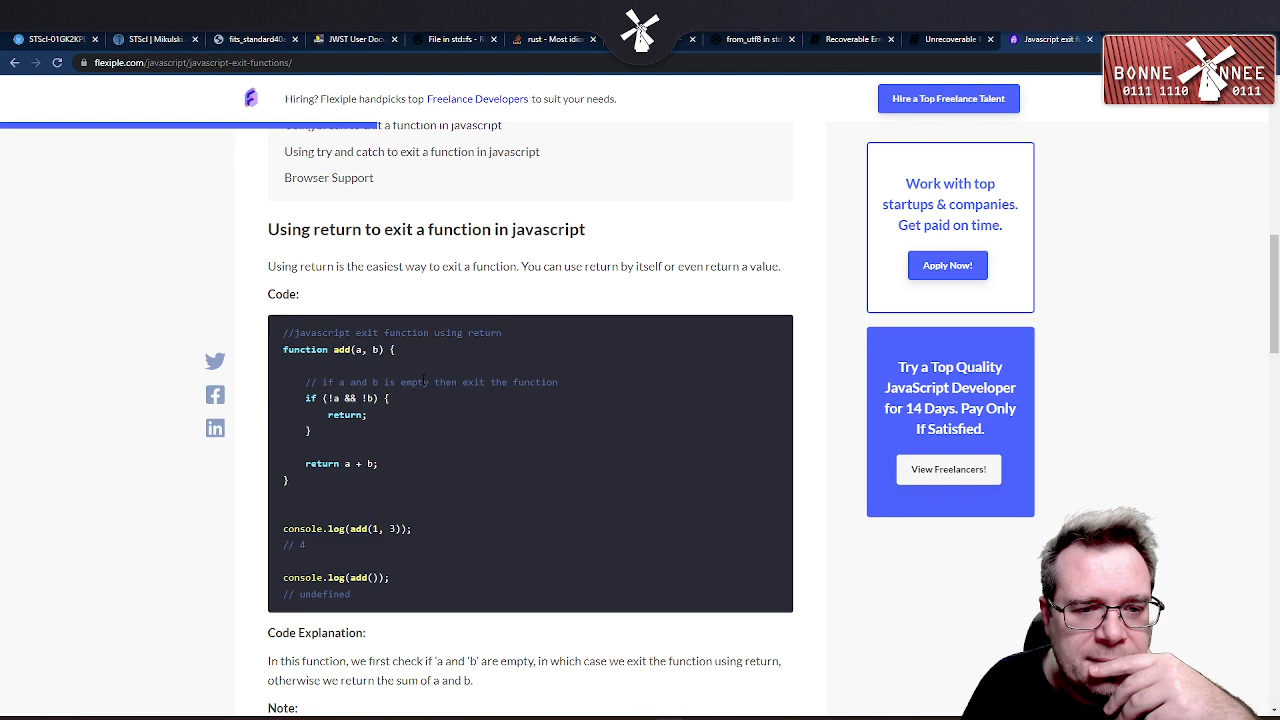 STScI-01GK2KPE
STScI | Mikulski
fits_standard40a
JWST User Docu
File in std::fs - R
rust - Most idio
from_utf8 in std
Recoverable Err
Unrecoverable E
Javascript exit f
flexiple.com/javascript/javascript-exit-functions/
BONNE NNEE
0111 1110 0111
Hiring? Flexiple handpicks top Freelance Developers to suit your needs.
Hire a Top Freelance Talent
Using break to exit a function in javascript
Using try and catch to exit a function in javascript
Browser Support
Using return to exit a function in javascript
Using return is the easiest way to exit a function. You can use return by itself or even return a value.
Code:
//javascript exit function using return
function add(a, b) {
// if a and b is empty then exit the function
if (!a && !b) {
return;
}
return a + b;
}
console.log(add(1, 3));
// 4
console.log(add());
// undefined
Code Explanation:
In this function, we first check if 'a and 'b' are empty, in which case we exit the function using return,
otherwise we return the sum of a and b.
Note:
Work with top
startups & companies.
Get paid on time.
Apply Now!
Try a Top Quality
JavaScript Developer
for 14 Days. Pay Only
If Satisfied.
View Freelancers!